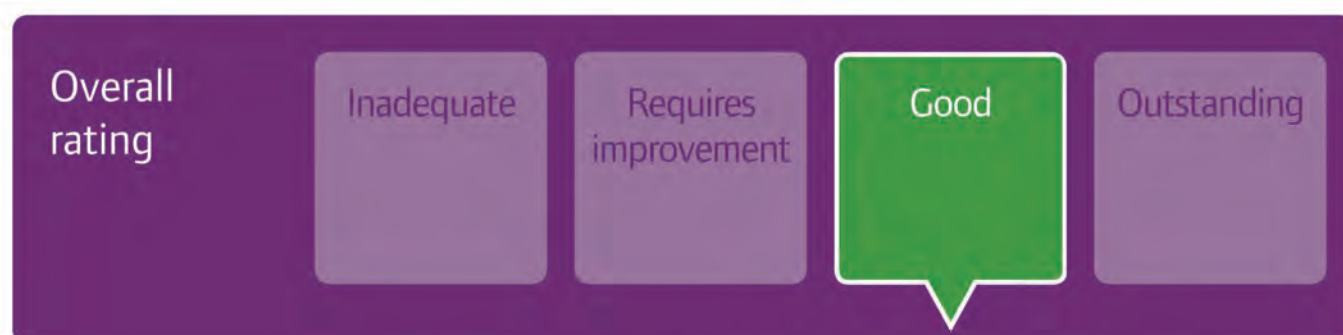 Overall
rating
Inadequate
Requires
improvement
Good
Outstanding